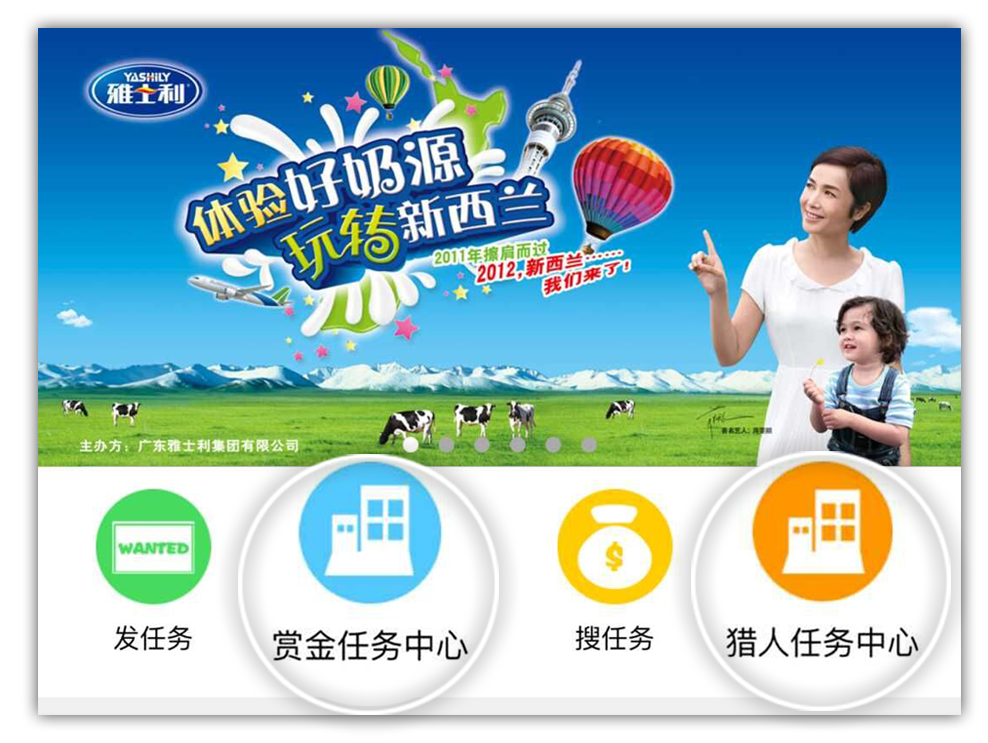 YASHILY
雅士利
体验好奶源
玩转新西兰
2011年擦肩而过
2012,新西兰……
我们来了!
主办方：广东雅士利集团有限公司
WANTED
$
发任务
赏金任务中心
搜任务
猎人任务中心